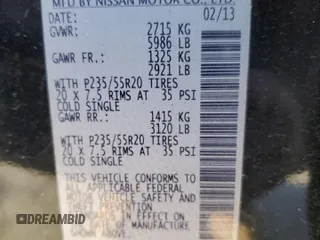 MFD BY NISSAN MOTOR CO., LTD.
DATE: 02/13
GVWR: 2715 KG
5986 LB
GAWR FR.: 1325 KG
2921 LB
WITH P235/55R20 TIRES
20 X 7.5 RIMS AT 35 PSI
COLD SINGLE
GAWR RR.: 1415 KG
3120 LB
WITH P235/55R20 TIRES
20 X 7.5 RIMS AT 35 PSI
COLD SINGLE
THIS VEHICLE CONFORMS TO
ALL APPLICABLE FEDERAL
MOTOR VEHICLE SAFETY AND
IN EFFECT ON
DREAMBID